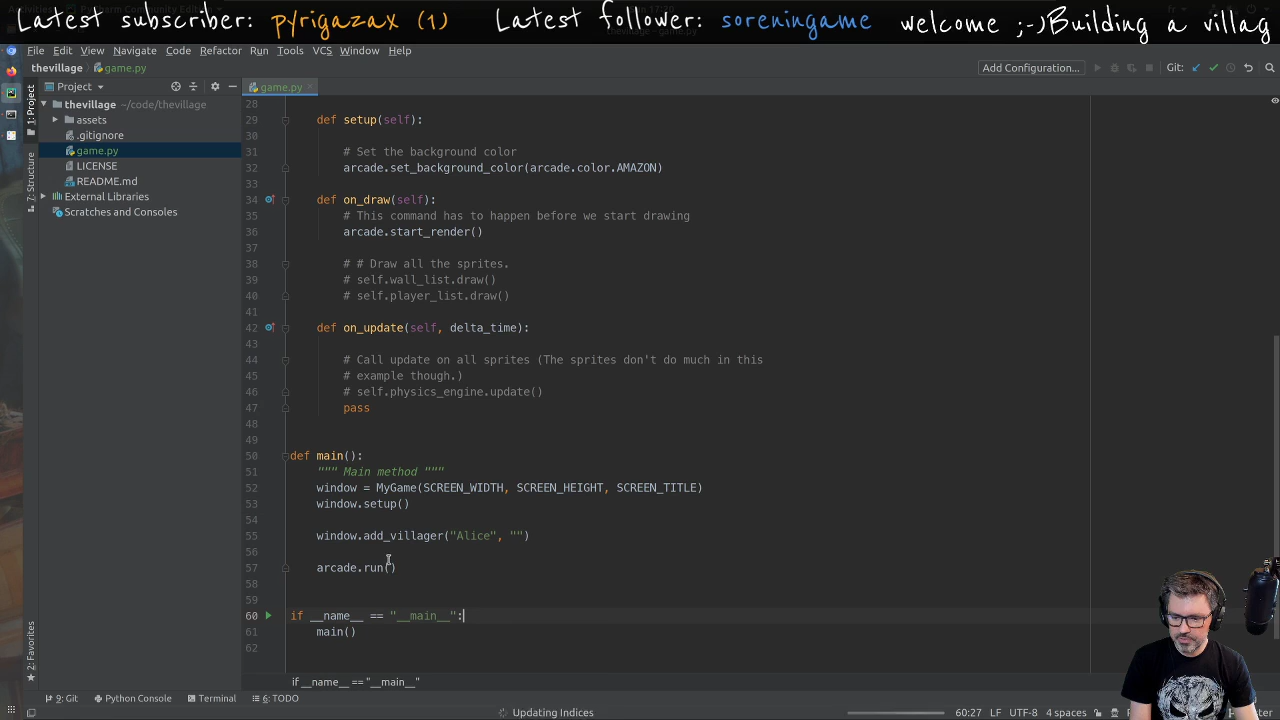 Latest subscriber: pyrigazax (1) Latest follower: soreningame welcome ;-)Building a villag
File Edit View Navigate Code Refactor Run Tools VCS Window Help
thevillage game.py Add Configuration... Git:
Project game.py
1: Project
thevillage ~/code/thevillage
assets
.gitignore
game.py
LICENSE
README.md
External Libraries
Scratches and Consoles
7: Structure
2: Favorites
28
29 def setup(self):
30
31 # Set the background color
32 arcade.set_background_color(arcade.color.AMAZON)
33
34 def on_draw(self):
35 # This command has to happen before we start drawing
36 arcade.start_render()
37
38 # # Draw all the sprites.
39 # self.wall_list.draw()
40 # self.player_list.draw()
41
42 def on_update(self, delta_time):
43
44 # Call update on all sprites (The sprites don't do much in this
45 # example though.)
46 # self.physics_engine.update()
47 pass
48
49
50 def main():
51 """ Main method """
52 window = MyGame(SCREEN_WIDTH, SCREEN_HEIGHT, SCREEN_TITLE)
53 window.setup()
54
55 window.add_villager("Alice", "")
56
57 arcade.run()
58
59
60 if __name__ == "__main__":
61 main()
62
if __name__ == "__main__"
9: Git Python Console Terminal 6: TODO
Updating Indices 60:27 LF UTF-8 4 spaces